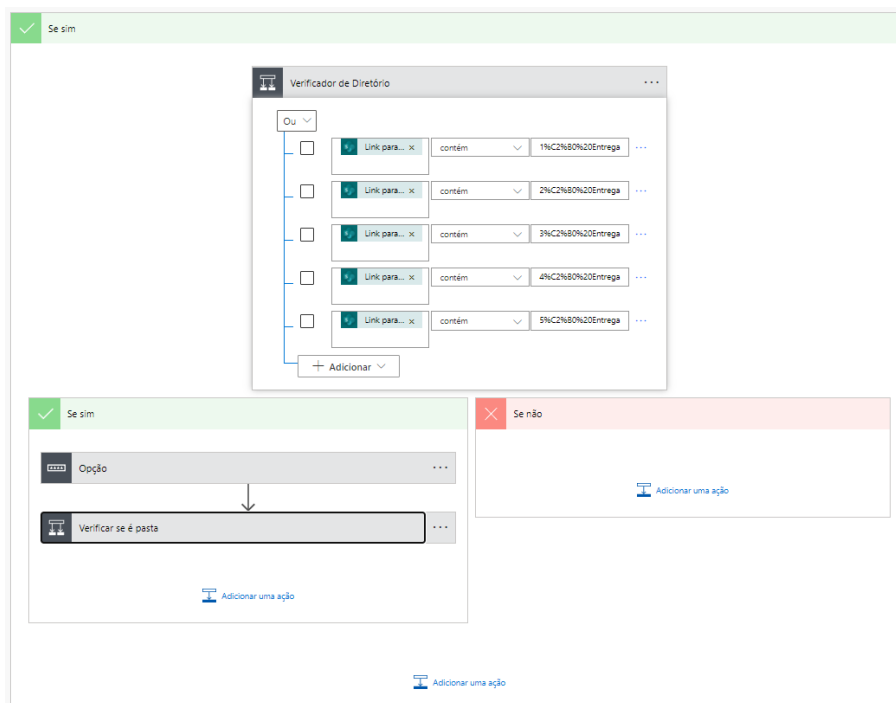 Se sim
Verificador de Diretório
Ou
Link para... × contém 1%C2%B0%20Entrega
Link para... × contém 2%C2%B0%20Entrega
Link para... × contém 3%C2%B0%20Entrega
Link para... × contém 4%C2%B0%20Entrega
Link para... × contém 5%C2%B0%20Entrega
Adicionar
Se sim
Opção
Verificar se é pasta
Adicionar uma ação
Se não
Adicionar uma ação
Adicionar uma ação